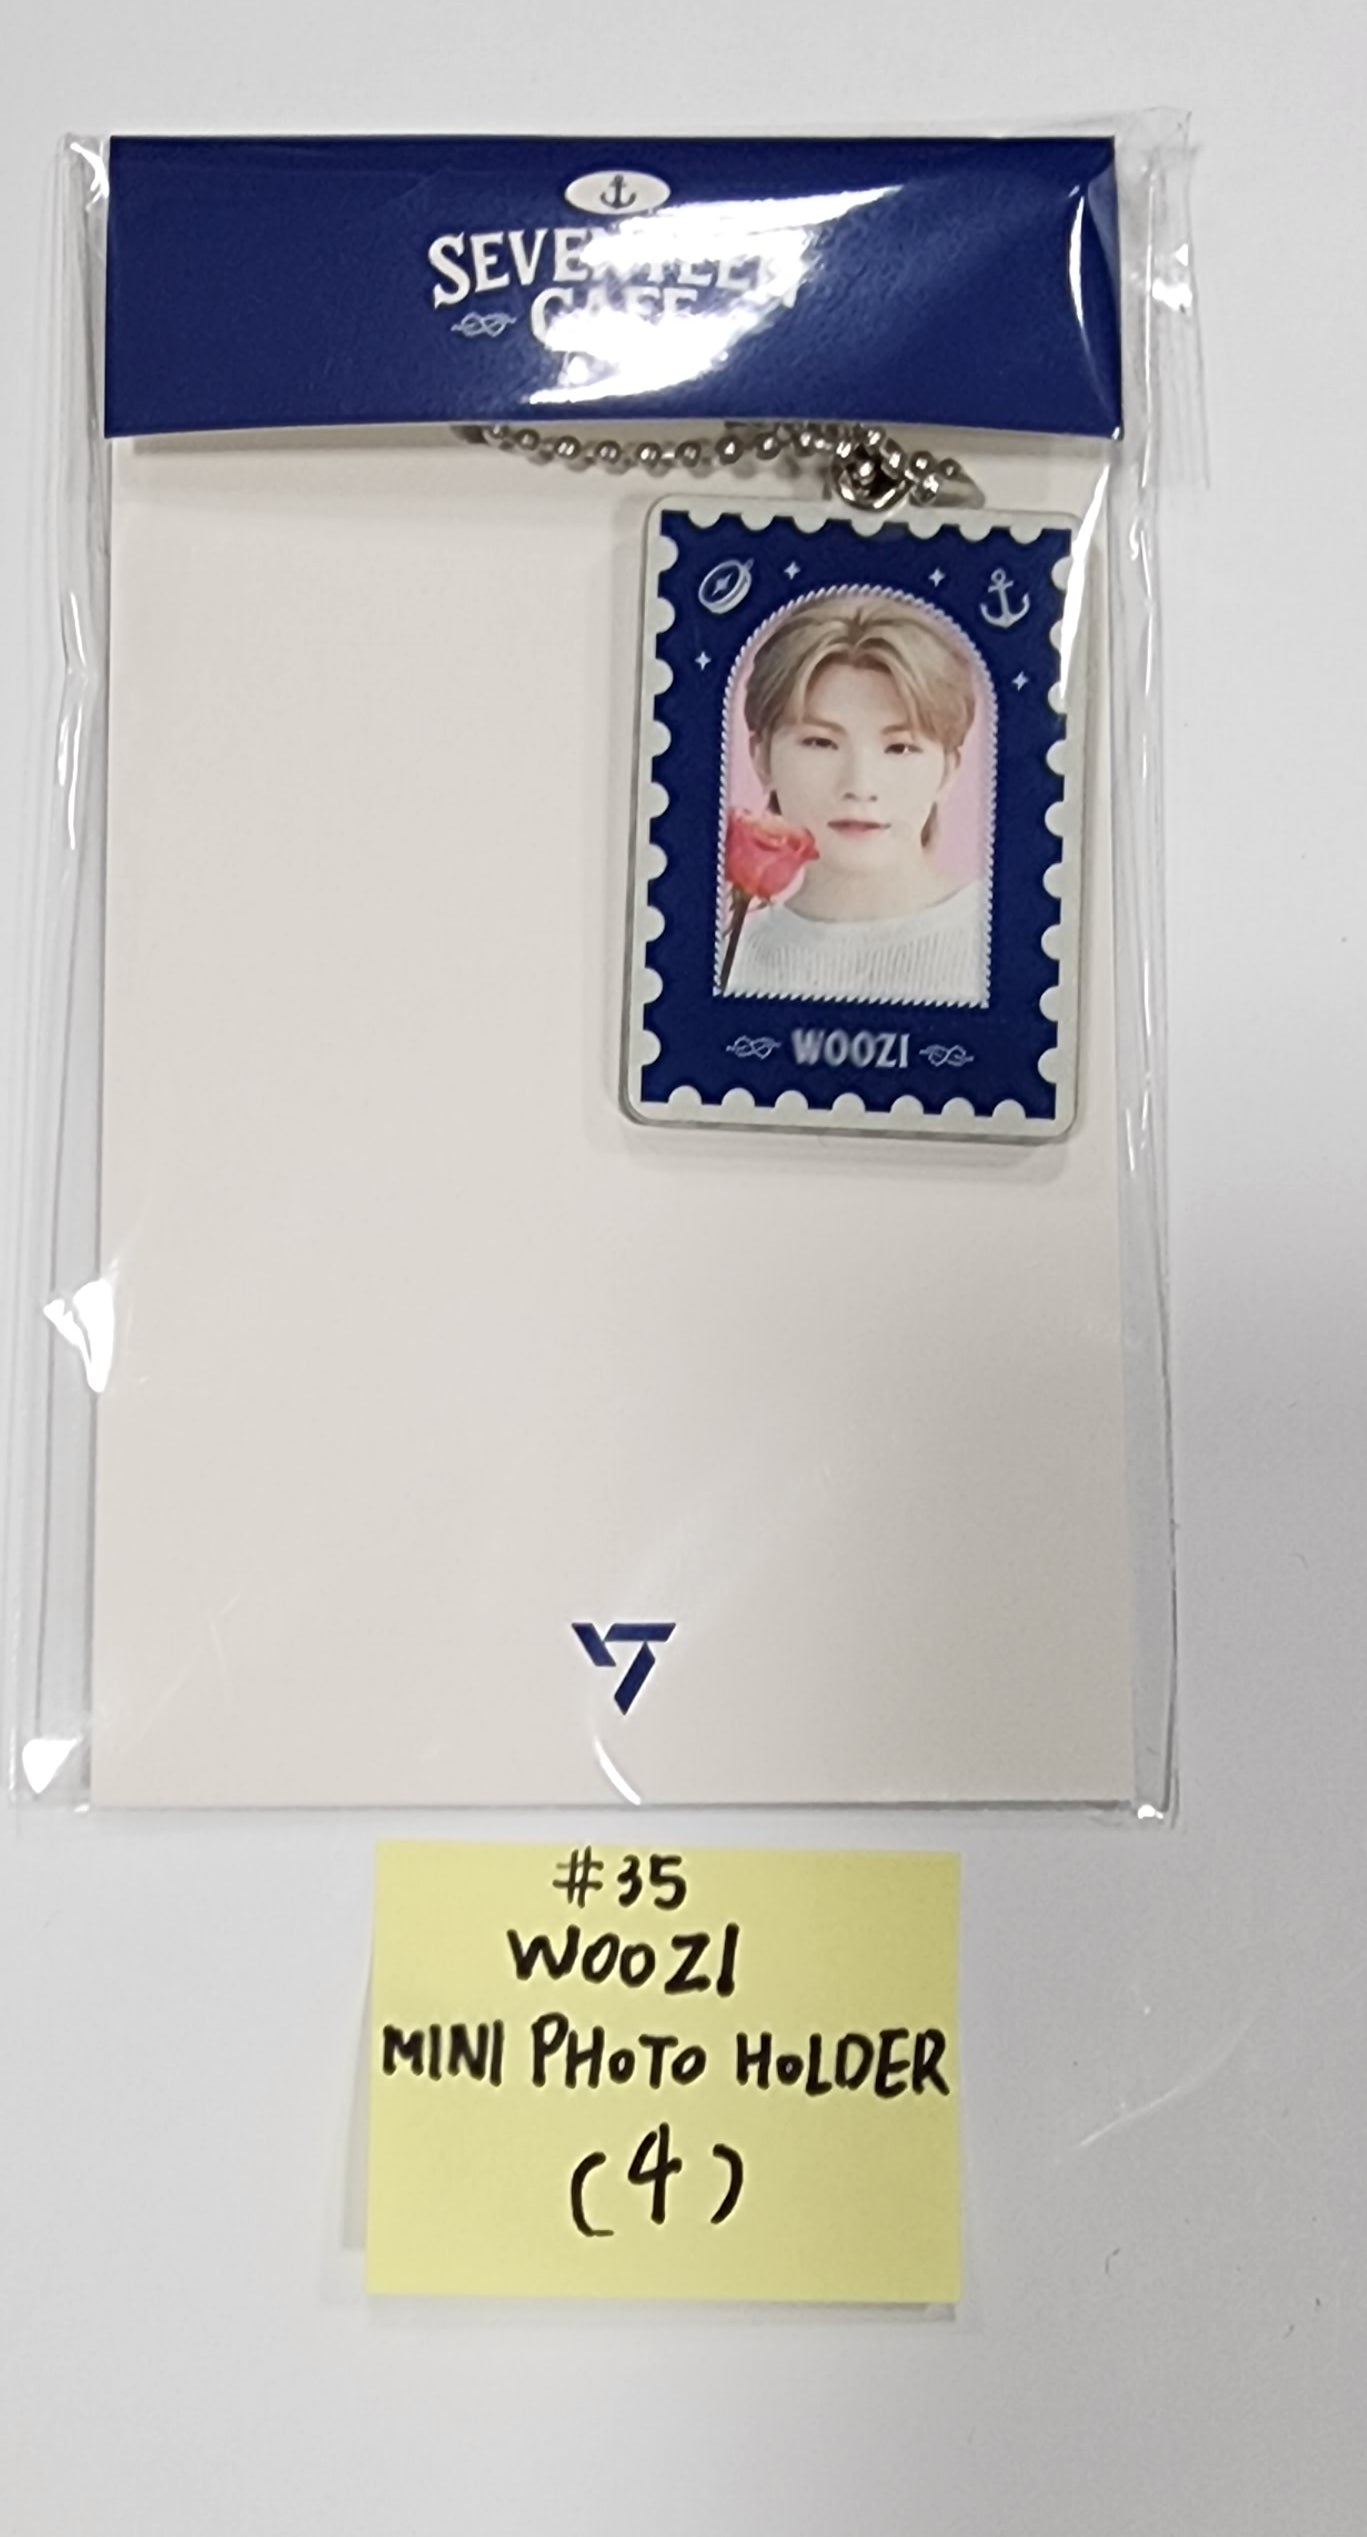 SEVENTEEN
CAFE
WOOZI
#35
WOOZI
MINI PHOTO HOLDER
(4)